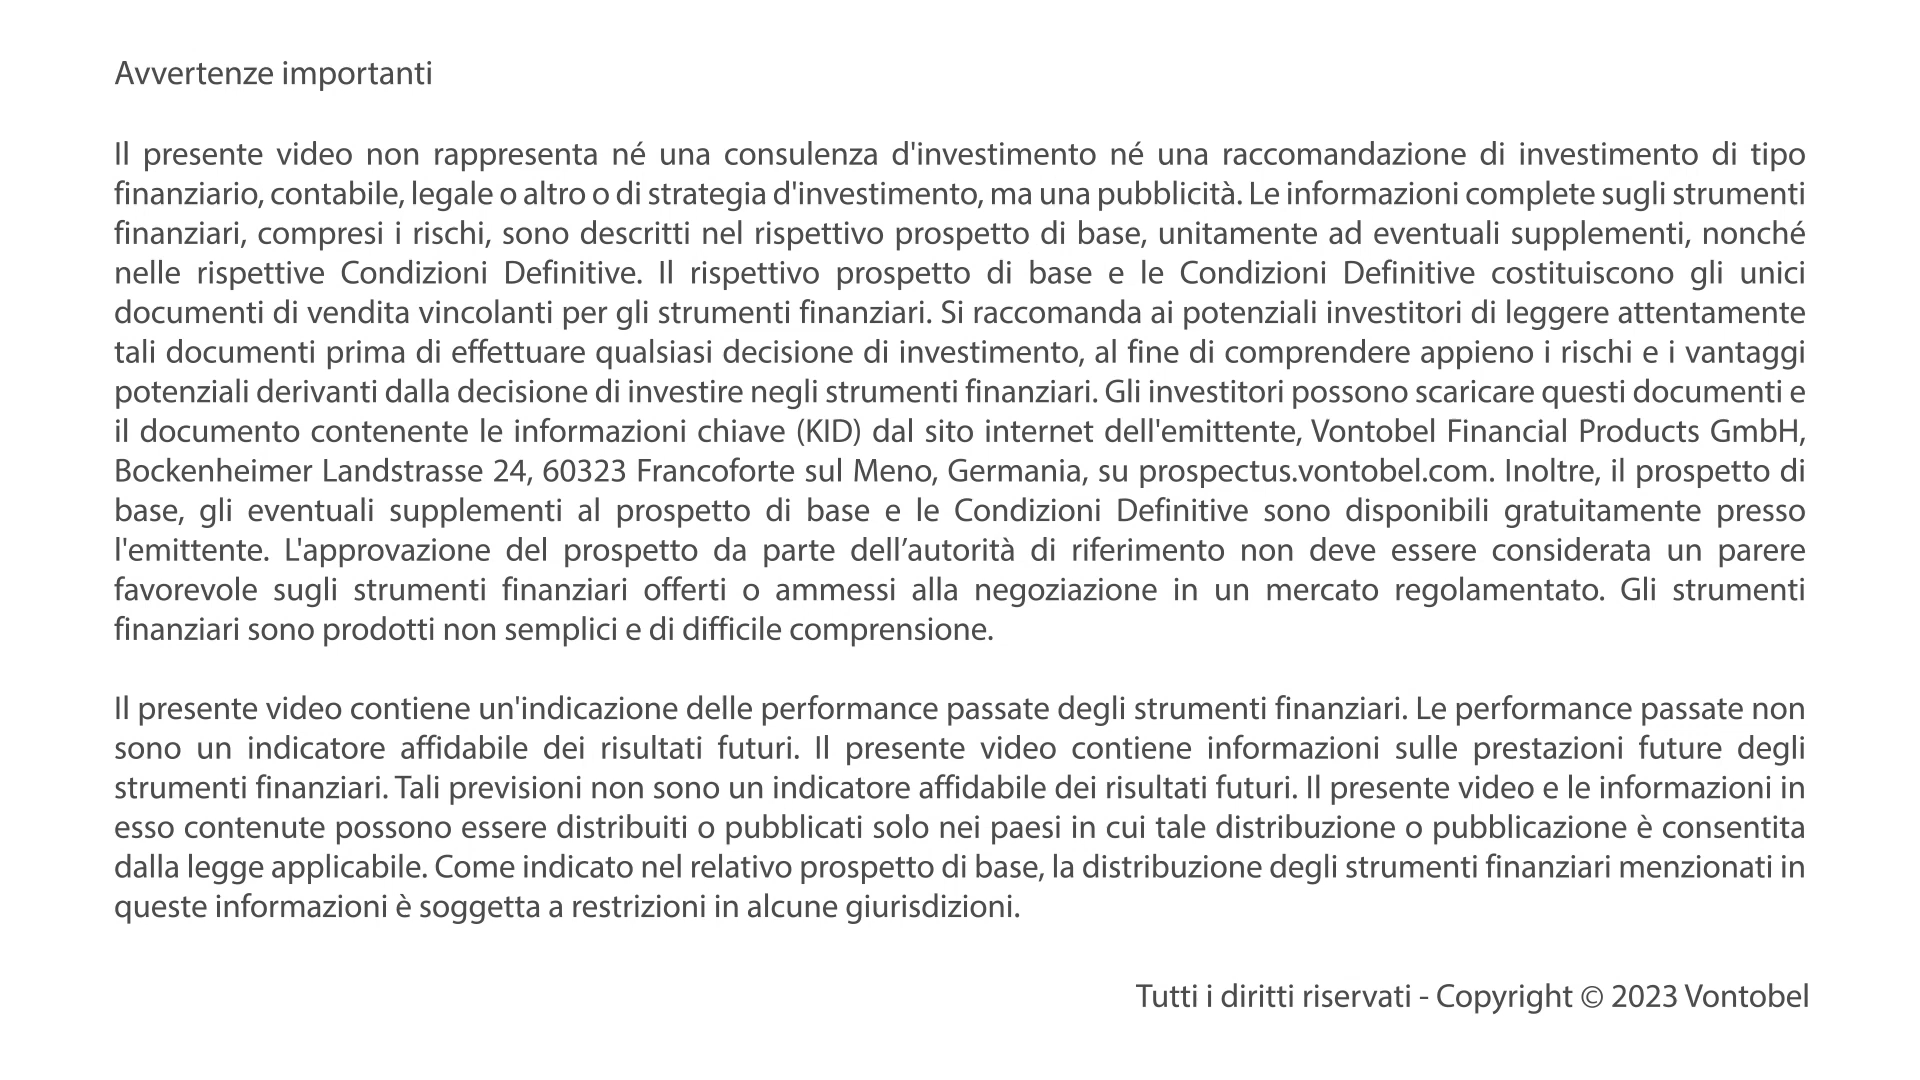 Avvertenze importanti
Il presente video non rappresenta né una consulenza d'investimento né una raccomandazione di investimento di tipo
finanziario, contabile, legale o altro o di strategia d'investimento, ma una pubblicità. Le informazioni complete sugli strumenti
finanziari, compresi i rischi, sono descritti nel rispettivo prospetto di base, unitamente ad eventuali supplementi, nonché
nelle rispettive Condizioni Definitive. Il rispettivo prospetto di base e le Condizioni Definitive costituiscono gli unici
documenti di vendita vincolanti per gli strumenti finanziari. Si raccomanda ai potenziali investitori di leggere attentamente
tali documenti prima di effettuare qualsiasi decisione di investimento, al fine di comprendere appieno i rischi e i vantaggi
potenziali derivanti dalla decisione di investire negli strumenti finanziari. Gli investitori possono scaricare questi documenti e
il documento contenente le informazioni chiave (KID) dal sito internet dell'emittente, Vontobel Financial Products GmbH,
Bockenheimer Landstrasse 24, 60323 Francoforte sul Meno, Germania, su prospectus.vontobel.com. Inoltre, il prospetto di
base, gli eventuali supplementi al prospetto di base e le Condizioni Definitive sono disponibili gratuitamente presso
l'emittente. L'approvazione del prospetto da parte dell’autorità di riferimento non deve essere considerata un parere
favorevole sugli strumenti finanziari offerti o ammessi alla negoziazione in un mercato regolamentato. Gli strumenti
finanziari sono prodotti non semplici e di difficile comprensione.
Il presente video contiene un'indicazione delle performance passate degli strumenti finanziari. Le performance passate non
sono un indicatore affidabile dei risultati futuri. Il presente video contiene informazioni sulle prestazioni future degli
strumenti finanziari. Tali previsioni non sono un indicatore affidabile dei risultati futuri. Il presente video e le informazioni in
esso contenute possono essere distribuiti o pubblicati solo nei paesi in cui tale distribuzione o pubblicazione è consentita
dalla legge applicabile. Come indicato nel relativo prospetto di base, la distribuzione degli strumenti finanziari menzionati in
queste informazioni è soggetta a restrizioni in alcune giurisdizioni.
Tutti i diritti riservati - Copyright © 2023 Vontobel